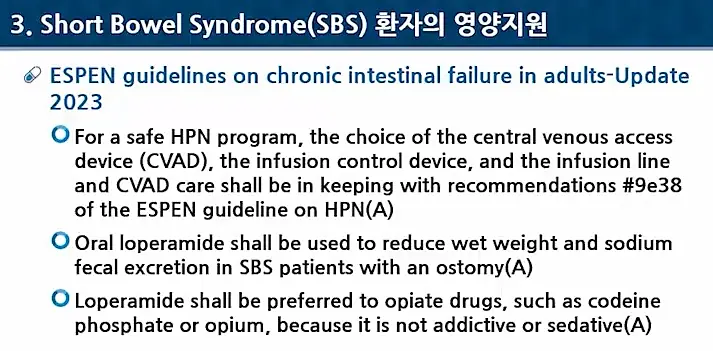 3. Short Bowel Syndrome(SBS) 환자의 영양지원
ESPEN guidelines on chronic intestinal failure in adults-Update
2023
For a safe HPN program, the choice of the central venous access
device (CVAD), the infusion control device, and the infusion line
and CVAD care shall be in keeping with recommendations #9e38
of the ESPEN guideline on HPN(A)
Oral loperamide shall be used to reduce wet weight and sodium
fecal excretion in SBS patients with an ostomy(A)
Loperamide shall be preferred to opiate drugs, such as codeine
phosphate or opium, because it is not addictive or sedative(A)